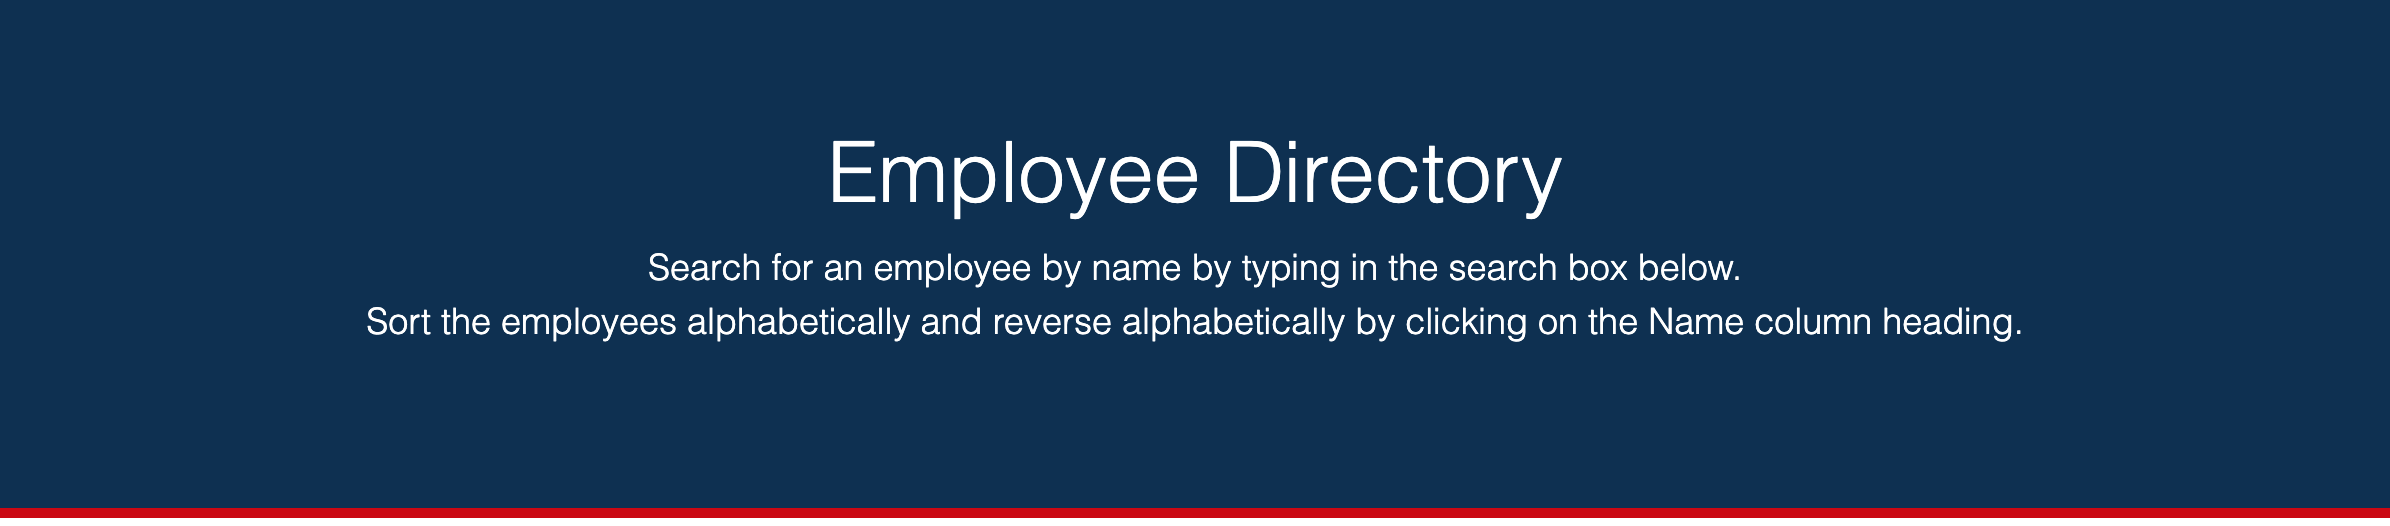 Employee Directory
Search for an employee by name by typing in the search box below.
Sort the employees alphabetically and reverse alphabetically by clicking on the Name column heading.